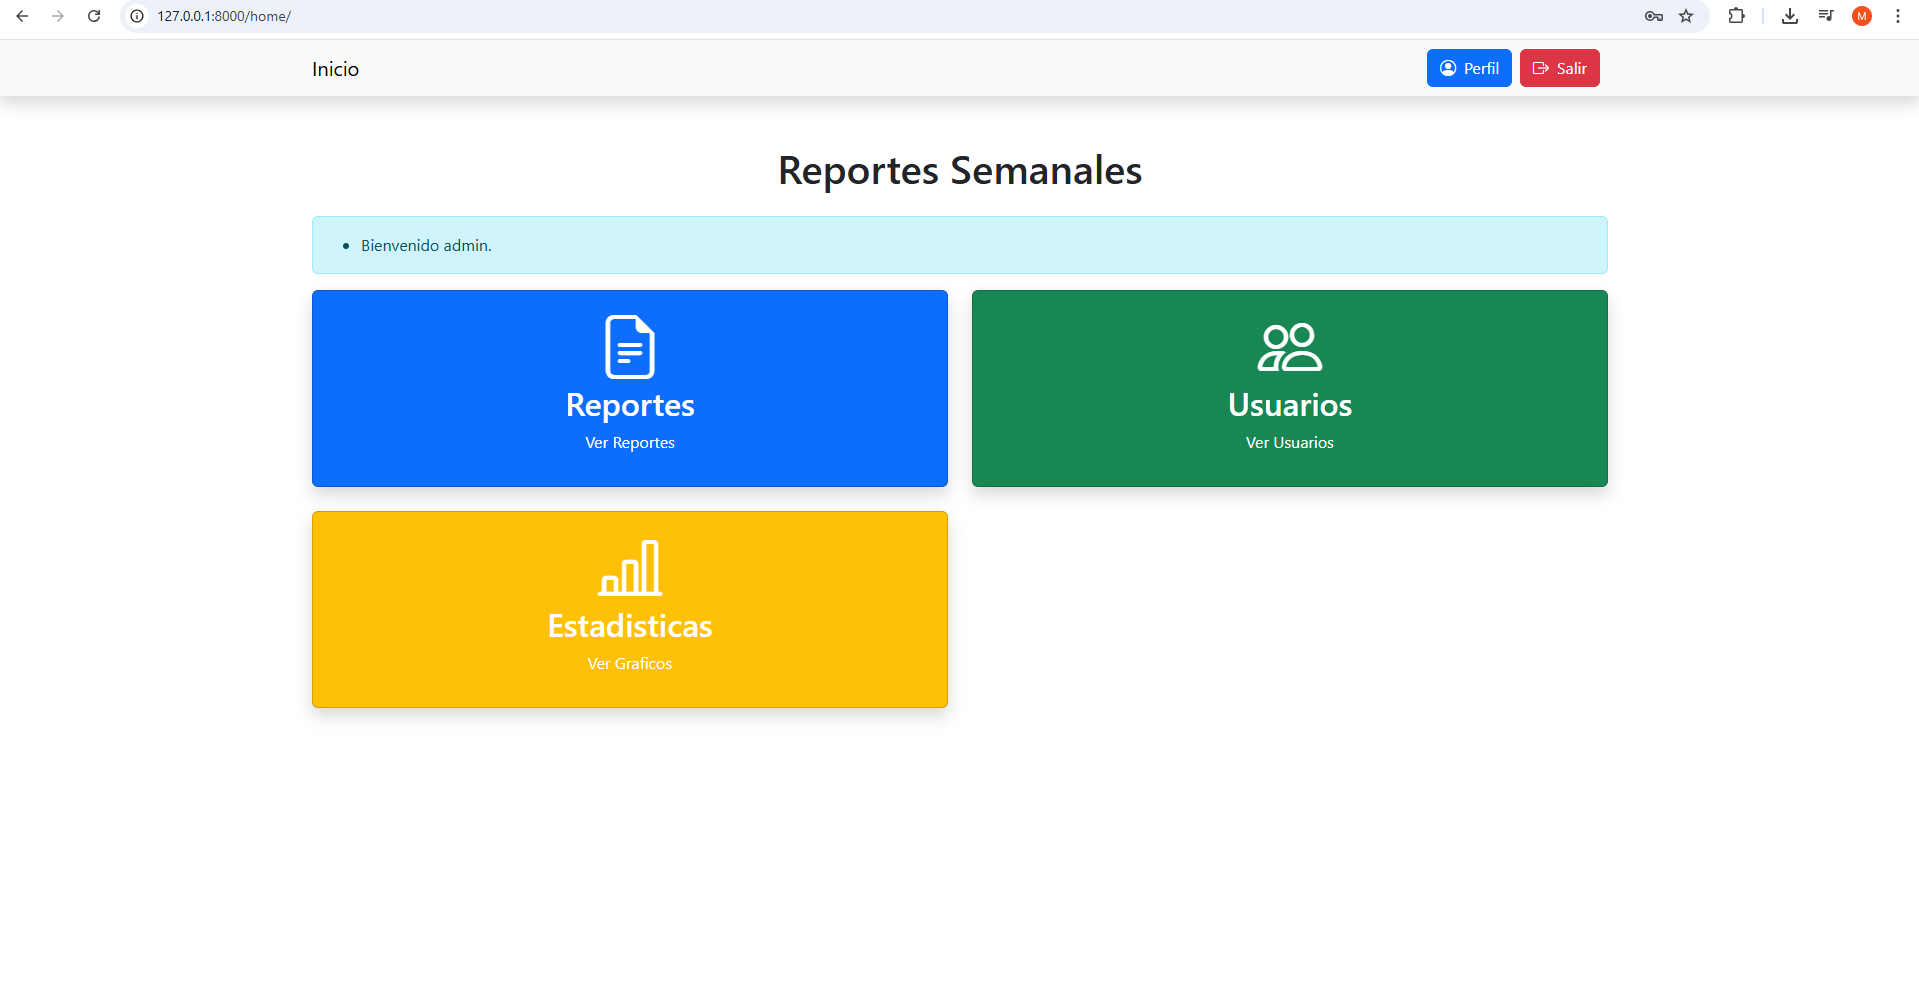 127.0.0.1:8000/home/
M
Inicio
Perfil
Salir
Reportes Semanales
Bienvenido admin.
Reportes
Ver Reportes
Usuarios
Ver Usuarios
Estadisticas
Ver Graficos